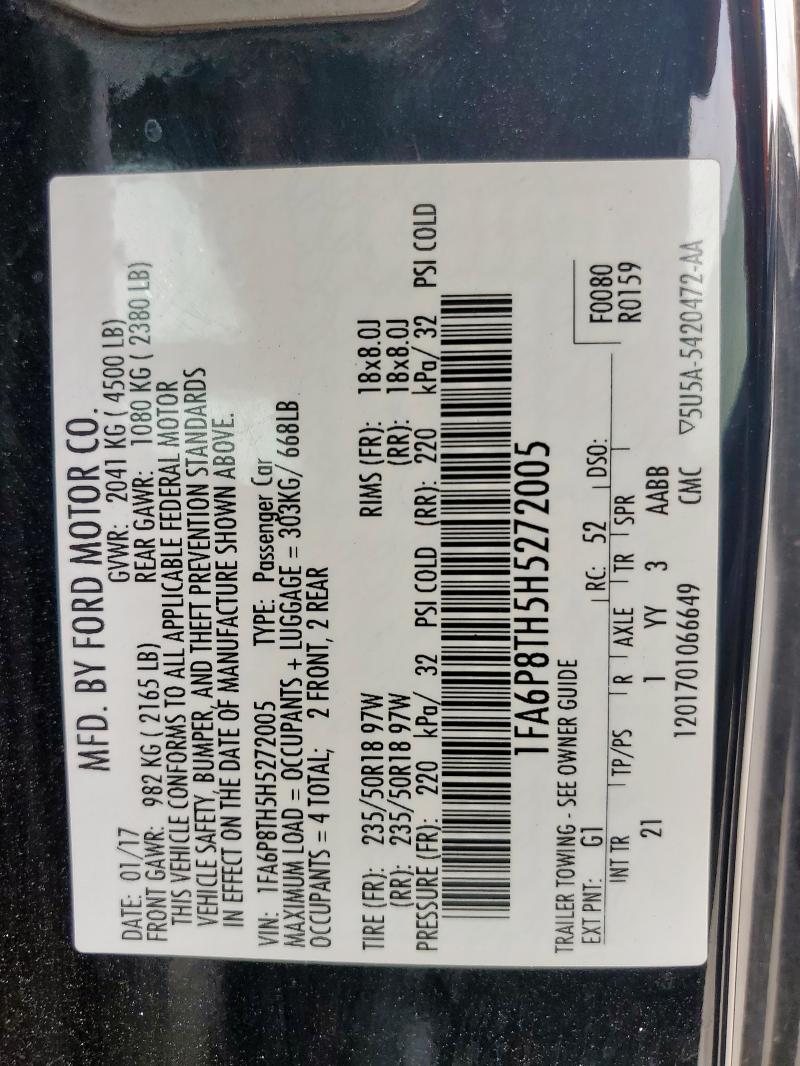 MFD. BY FORD MOTOR CO.
DATE: 01/17 GVWR: 2041 KG ( 4500 LB)
FRONT GAWR: 982 KG ( 2165 LB) REAR GAWR: 1080 KG ( 2380 LB)
THIS VEHICLE CONFORMS TO ALL APPLICABLE FEDERAL MOTOR
VEHICLE SAFETY, BUMPER, AND THEFT PREVENTION STANDARDS
IN EFFECT ON THE DATE OF MANUFACTURE SHOWN ABOVE.
VIN: 1FA6P8TH5H5272005 TYPE: Passenger Car
MAXIMUM LOAD = OCCUPANTS + LUGGAGE = 303KG/ 668LB
OCCUPANTS = 4 TOTAL; 2 FRONT, 2 REAR
TIRE (FR): 235/50R18 97W RIMS (FR): 18x8.0J
(RR): 235/50R18 97W (RR): 18x8.0J
PRESSURE (FR): 220 kPa/ 32 PSI COLD (RR): 220 kPa/ 32 PSI COLD
1FA6P8TH5H5272005
TRAILER TOWING - SEE OWNER GUIDE
EXT PNT: G1 RC: 52 DSO: F0080
R0159
INT TR TP/PS R AXLE TR SPR
21 1 YY 3 AABB
1201701066649 CMC ▽5U5A-5420472-AA